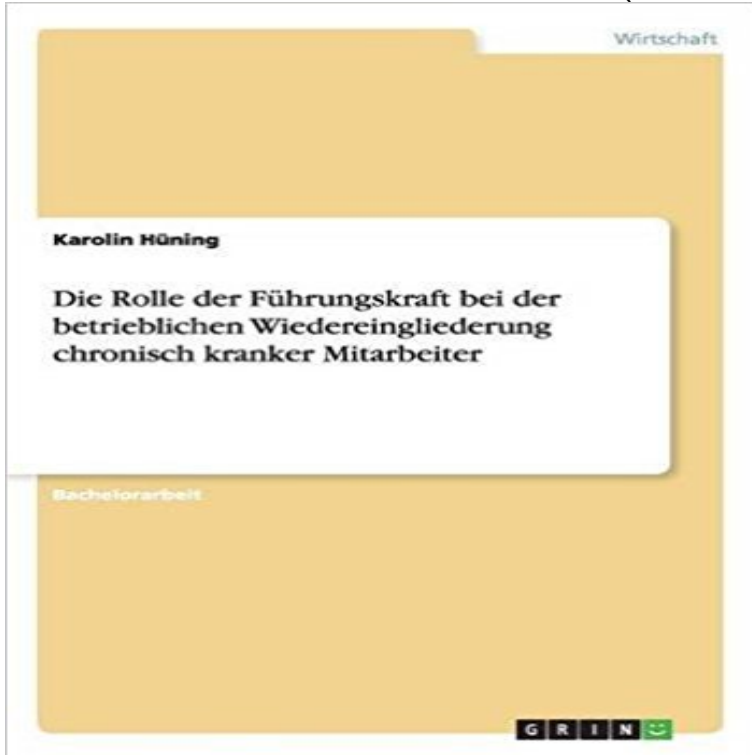 Wirtschaft
Karolin Hüning
Die Rolle der Führungskraft bei der
betrieblichen Wiedereingliederung
chronisch kranker Mitarbeiter
Bachelorarbeit
GRIN